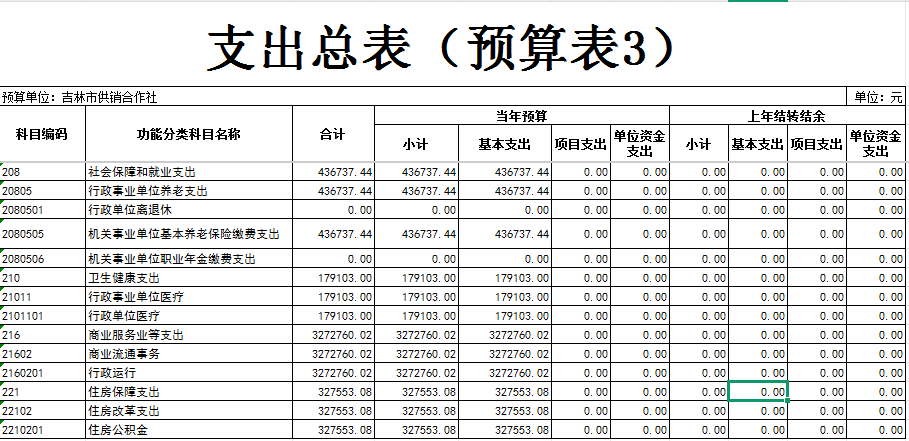 支出总表（预算表3）
预算单位：吉林市供销合作社 单位：元
科目编码 功能分类科目名称 合计 当年预算 上年结转结余
小计 基本支出 项目支出 单位资金支出 小计 基本支出 项目支出 单位资金支出
208 社会保障和就业支出 436737.44 436737.44 436737.44 0.00 0.00 0.00 0.00 0.00 0.00
20805 行政事业单位养老支出 436737.44 436737.44 436737.44 0.00 0.00 0.00 0.00 0.00 0.00
2080501 行政单位离退休 0.00 0.00 0.00 0.00 0.00 0.00 0.00 0.00 0.00
2080505 机关事业单位基本养老保险缴费支出 436737.44 436737.44 436737.44 0.00 0.00 0.00 0.00 0.00 0.00
2080506 机关事业单位职业年金缴费支出 0.00 0.00 0.00 0.00 0.00 0.00 0.00 0.00 0.00
210 卫生健康支出 179103.00 179103.00 179103.00 0.00 0.00 0.00 0.00 0.00 0.00
21011 行政事业单位医疗 179103.00 179103.00 179103.00 0.00 0.00 0.00 0.00 0.00 0.00
2101101 行政单位医疗 179103.00 179103.00 179103.00 0.00 0.00 0.00 0.00 0.00 0.00
216 商业服务业等支出 3272760.02 3272760.02 3272760.02 0.00 0.00 0.00 0.00 0.00 0.00
21602 商业流通事务 3272760.02 3272760.02 3272760.02 0.00 0.00 0.00 0.00 0.00 0.00
2160201 行政运行 3272760.02 3272760.02 3272760.02 0.00 0.00 0.00 0.00 0.00 0.00
221 住房保障支出 327553.08 327553.08 327553.08 0.00 0.00 0.00 0.00 0.00 0.00
22102 住房改革支出 327553.08 327553.08 327553.08 0.00 0.00 0.00 0.00 0.00 0.00
2210201 住房公积金 327553.08 327553.08 327553.08 0.00 0.00 0.00 0.00 0.00 0.00